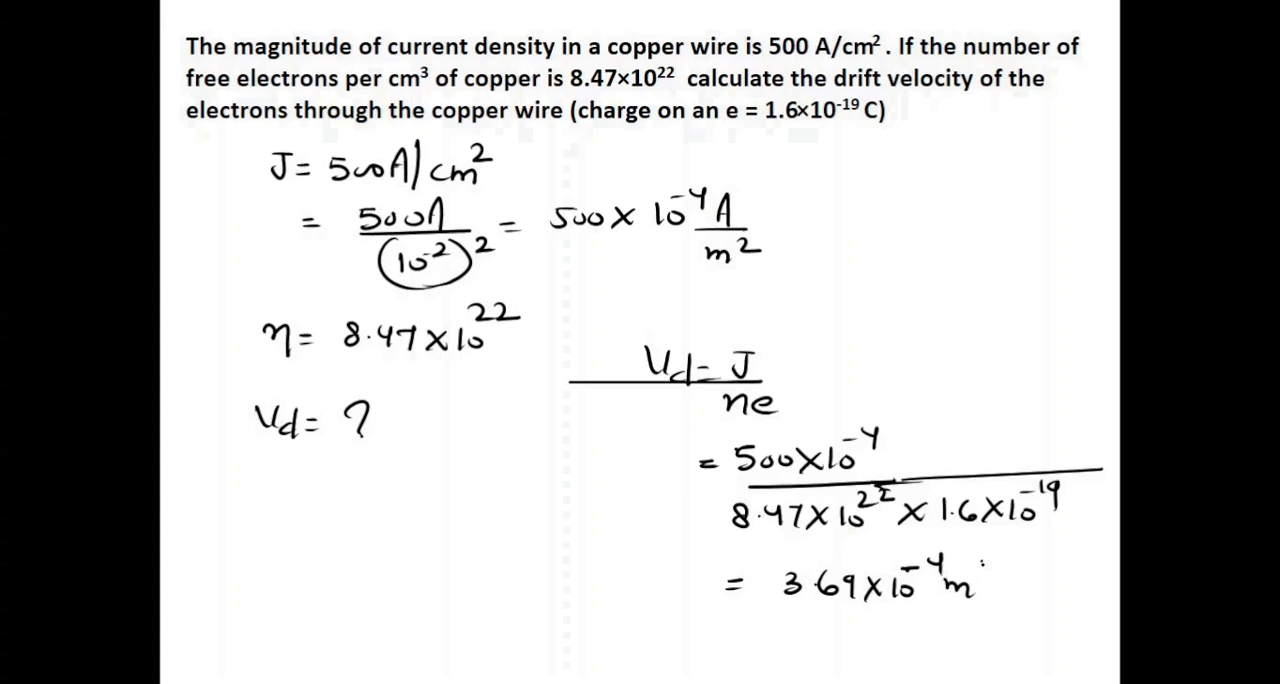 The magnitude of current density in a copper wire is 500 A/cm². If the number of
free electrons per cm³ of copper is 8.47×10²² calculate the drift velocity of the
electrons through the copper wire (charge on an e = 1.6×10⁻¹⁹ C)
J = 500A/cm²
= 500A/(10⁻²)² = 500 × 10⁻⁴ A/m²
η = 8.47 × 10²²
Vd = J/ne
Vd = ?
= 500×10⁻⁴/8.47×10²² × 1.6×10⁻¹⁹
= 3.69×10⁻⁴ m